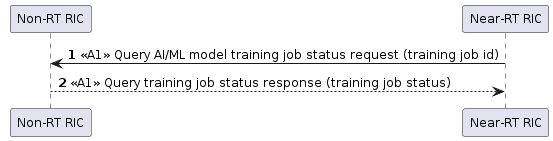 Non-RT RIC
Near-RT RIC
1 «A1» Query AI/ML model training job status request (training job id)
2 «A1» Query training job status response (training job status)
Non-RT RIC
Near-RT RIC